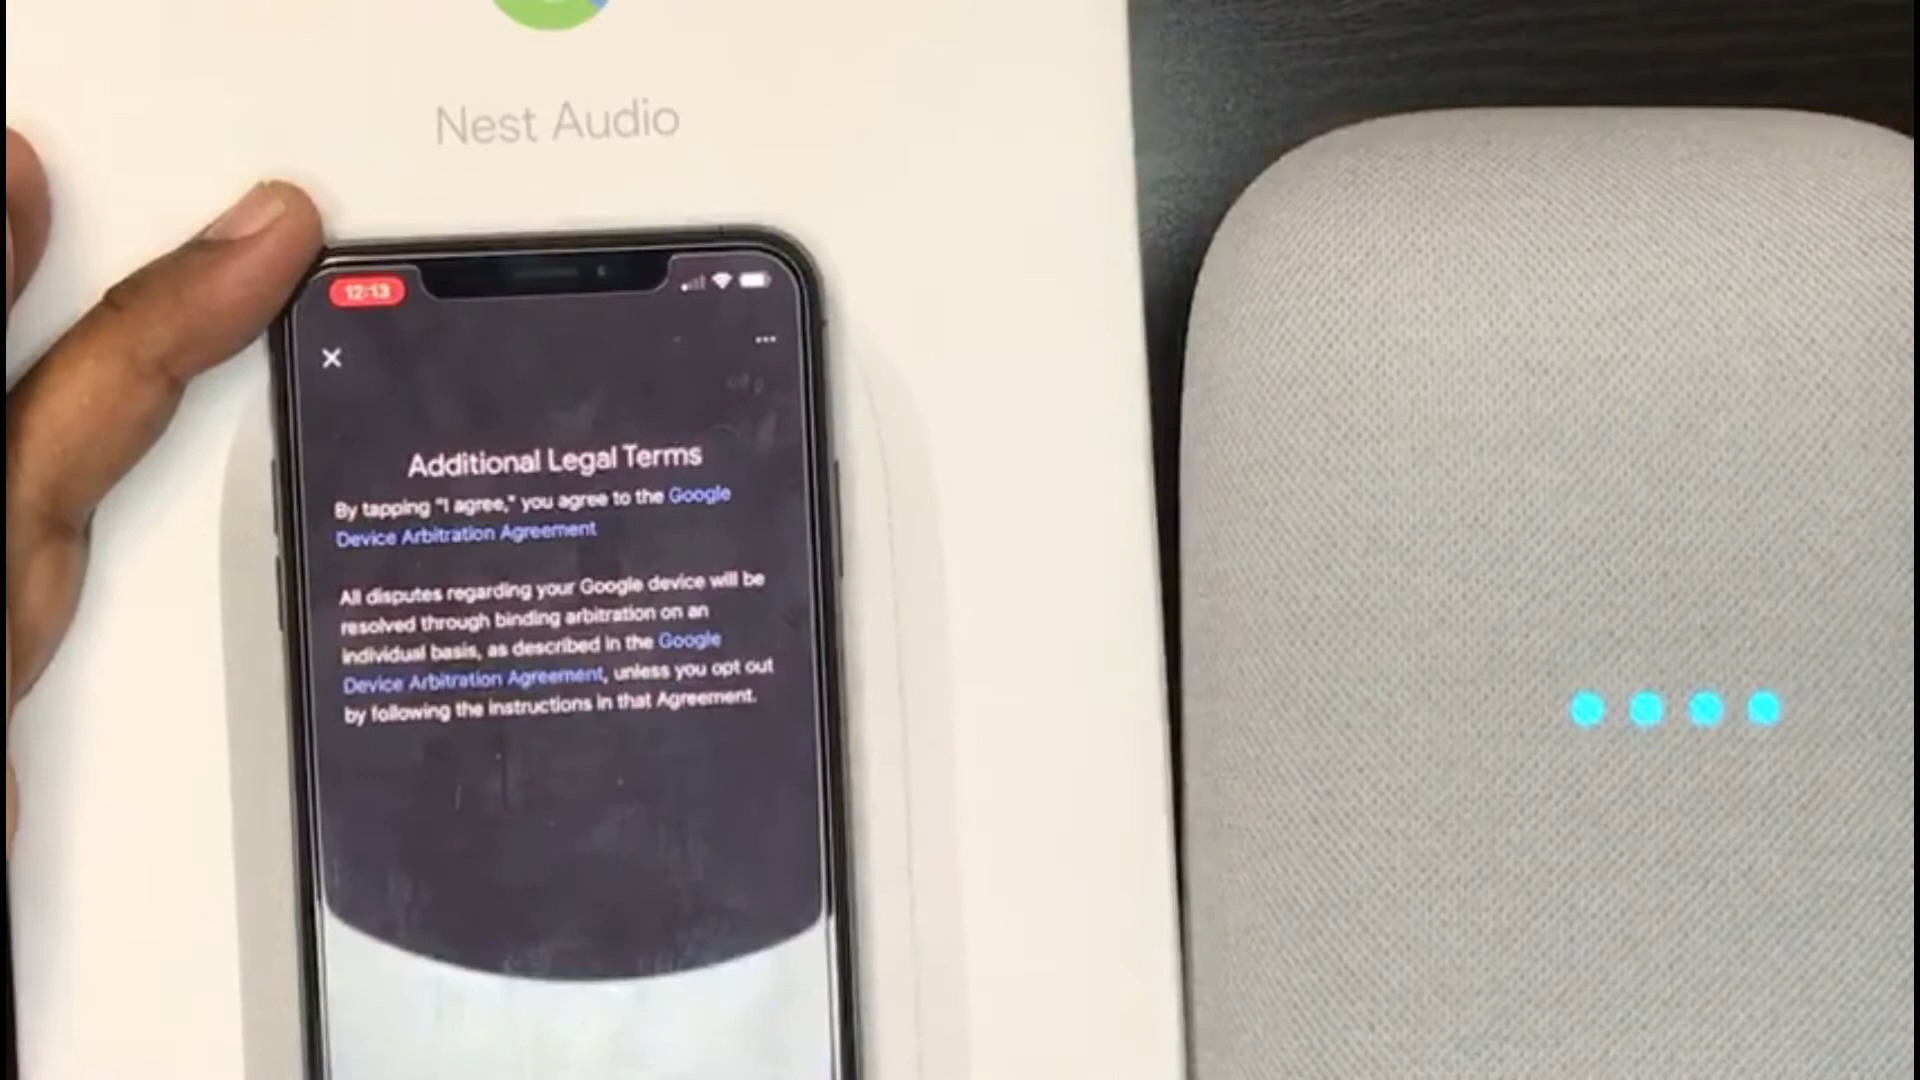 Nest Audio
12:13
Additional Legal Terms
By tapping "I agree," you agree to the Google
Device Arbitration Agreement
All disputes regarding your Google device will be
resolved through binding arbitration on an
individual basis, as described in the Google
Device Arbitration Agreement, unless you opt out
by following the instructions in that Agreement.